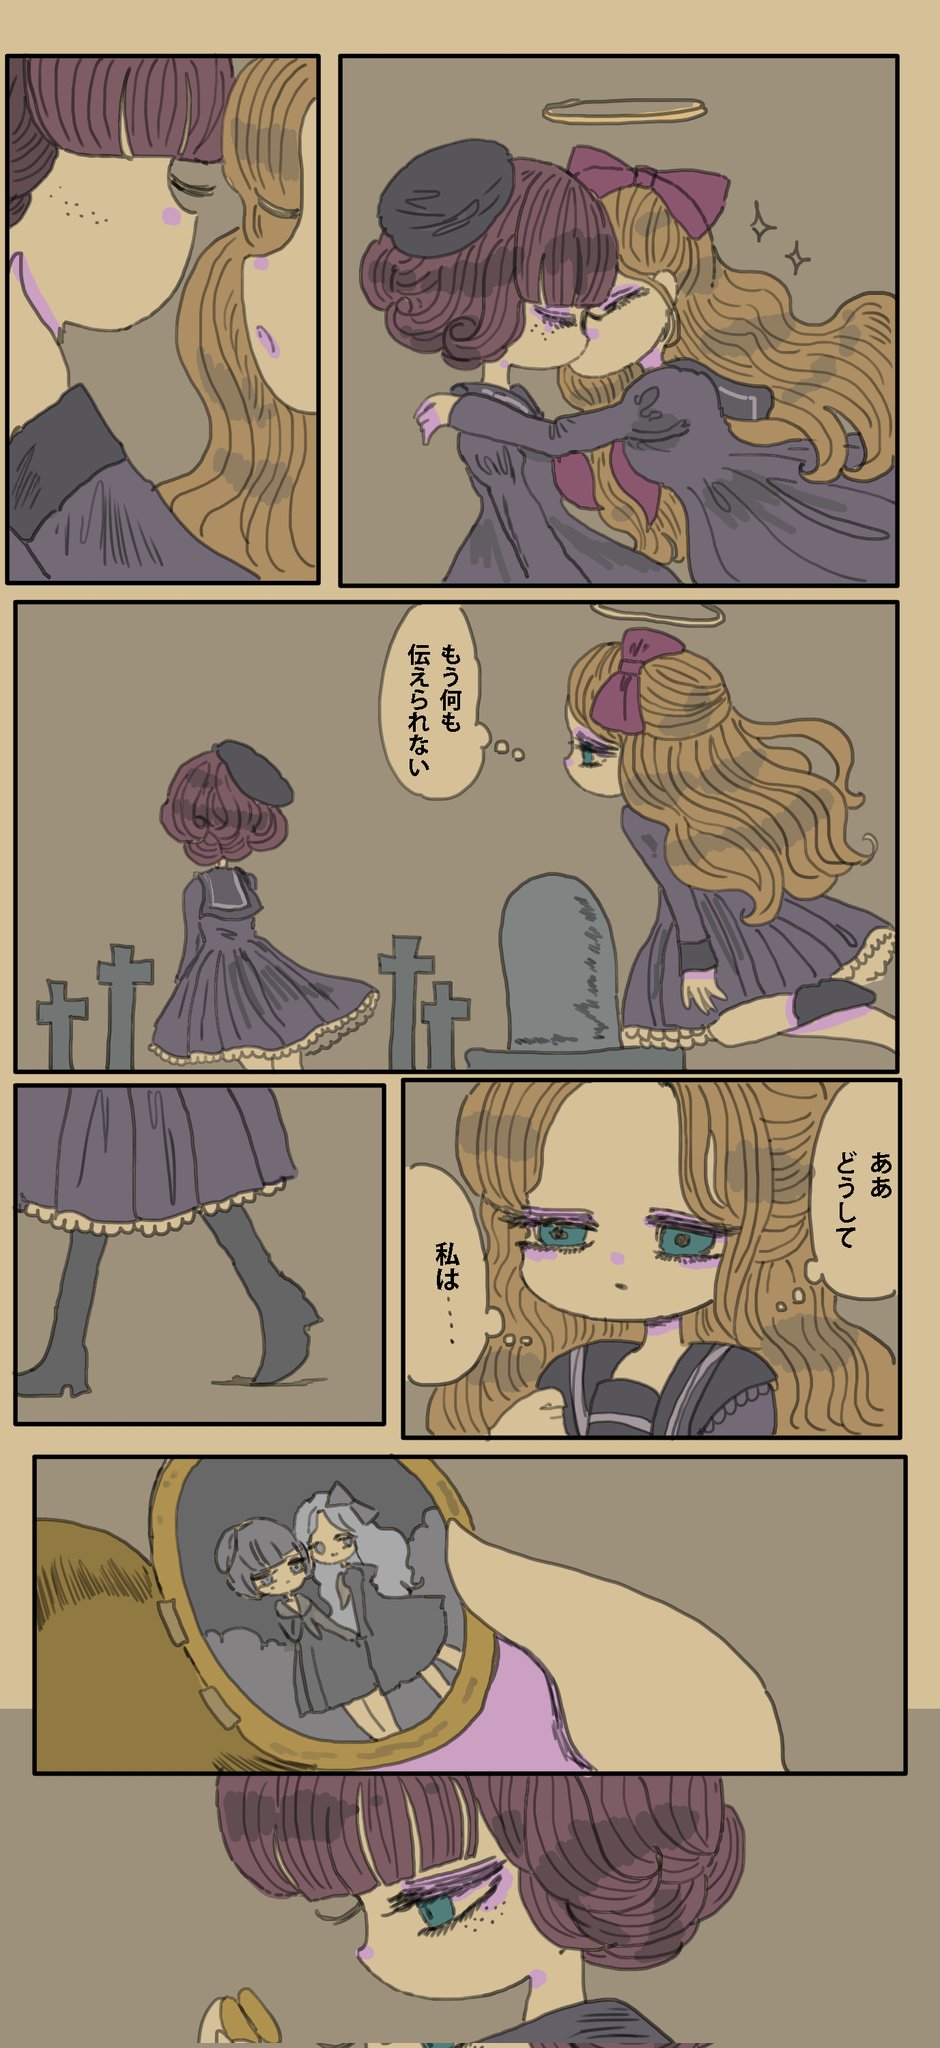 もう何も
伝えられない
ああ
どうして
私は……